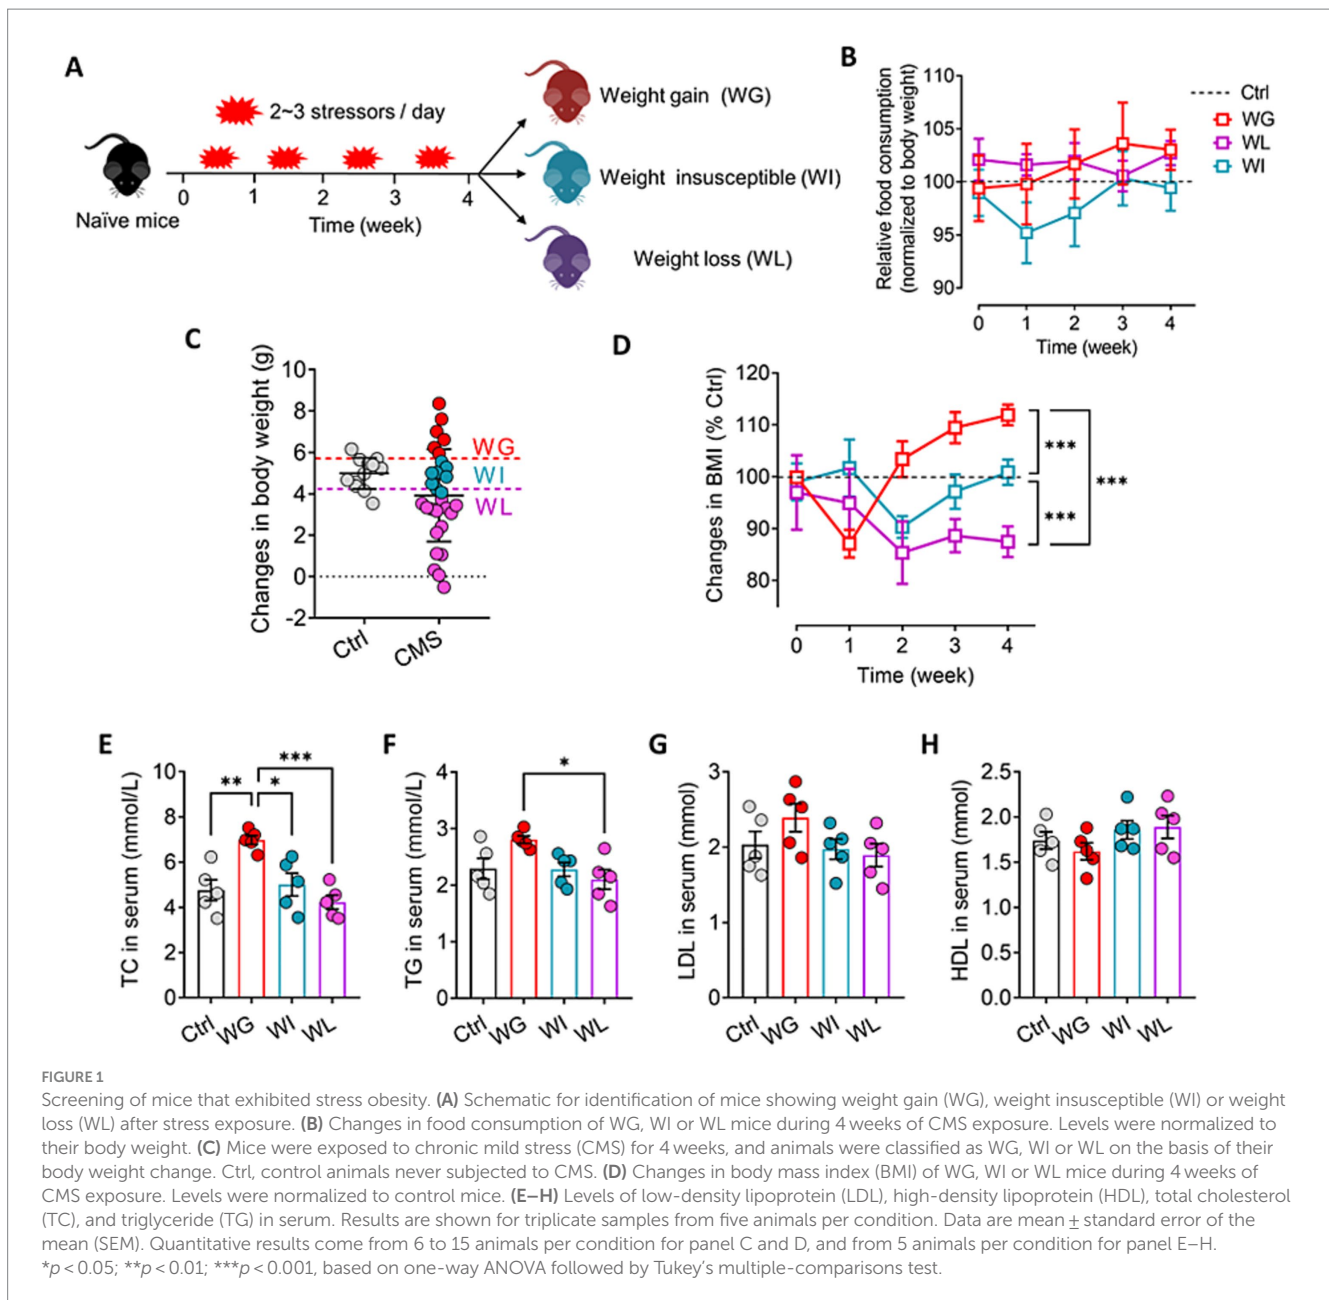 A
2~3 stressors / day
Naïve mice
0 1 2 3 4
Time (week)
Weight gain (WG)
Weight insusceptible (WI)
Weight loss (WL)
B
Relative food consumption
(normalized to body weight)
110
105
100
95
90
0 1 2 3 4
Time (week)
Ctrl
WG
WL
WI
C
Changes in body weight (g)
10
8
6
4
2
0
-2
WG
WI
WL
Ctrl CMS
D
Changes in BMI (% Ctrl)
120
110
100
90
80
0 1 2 3 4
Time (week)
***
***
***
E
TC in serum (mmol/L)
10
8
6
4
2
0
** * ***
Ctrl WG WI WL
F
TG in serum (mmol/L)
4
3
2
1
0
*
Ctrl WG WI WL
G
LDL in serum (mmol)
3
2
1
0
Ctrl WG WI WL
H
HDL in serum (mmol)
2.5
2.0
1.5
1.0
0.5
0.0
Ctrl WG WI WL
FIGURE 1
Screening of mice that exhibited stress obesity. (A) Schematic for identification of mice showing weight gain (WG), weight insusceptible (WI) or weight
loss (WL) after stress exposure. (B) Changes in food consumption of WG, WI or WL mice during 4 weeks of CMS exposure. Levels were normalized to
their body weight. (C) Mice were exposed to chronic mild stress (CMS) for 4 weeks, and animals were classified as WG, WI or WL on the basis of their
body weight change. Ctrl, control animals never subjected to CMS. (D) Changes in body mass index (BMI) of WG, WI or WL mice during 4 weeks of
CMS exposure. Levels were normalized to control mice. (E–H) Levels of low-density lipoprotein (LDL), high-density lipoprotein (HDL), total cholesterol
(TC), and triglyceride (TG) in serum. Results are shown for triplicate samples from five animals per condition. Data are mean ± standard error of the
mean (SEM). Quantitative results come from 6 to 15 animals per condition for panel C and D, and from 5 animals per condition for panel E–H.
*p < 0.05; **p < 0.01; ***p < 0.001, based on one-way ANOVA followed by Tukey's multiple-comparisons test.